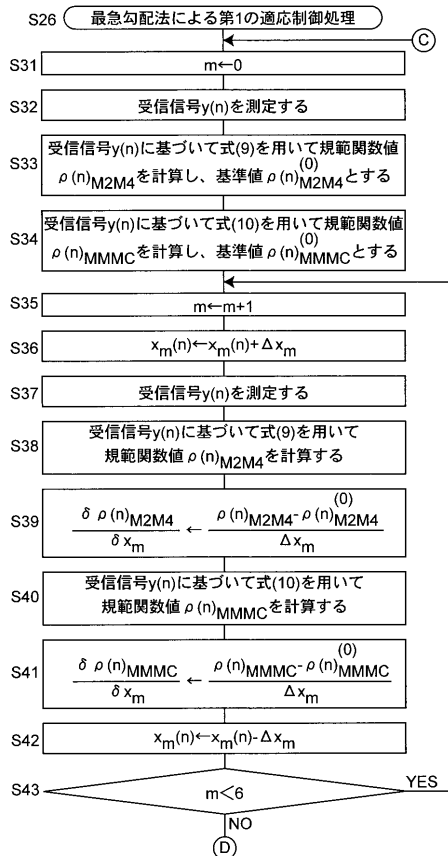 S26 最急勾配法による第1の適応制御処理
C
S31 m←0
S32 受信信号y(n)を測定する
S33 受信信号y(n)に基づいて式(9)を用いて規範関数値
ρ(n)M2M4を計算し、基準値ρ(n)(0)M2M4とする
S34 受信信号y(n)に基づいて式(10)を用いて規範関数値
ρ(n)MMMCを計算し、基準値ρ(n)(0)MMMCとする
S35 m←m+1
S36 xm(n)←xm(n)+Δxm
S37 受信信号y(n)を測定する
S38 受信信号y(n)に基づいて式(9)を用いて
規範関数値ρ(n)M2M4を計算する
S39 δρ(n)M2M4/δxm ← ρ(n)M2M4-ρ(n)(0)M2M4/Δxm
S40 受信信号y(n)に基づいて式(10)を用いて
規範関数値ρ(n)MMMCを計算する
S41 δρ(n)MMMC/δxm ← ρ(n)MMMC-ρ(n)(0)MMMC/Δxm
S42 xm(n)←xm(n)-Δxm
S43 m<6 YES
NO
D